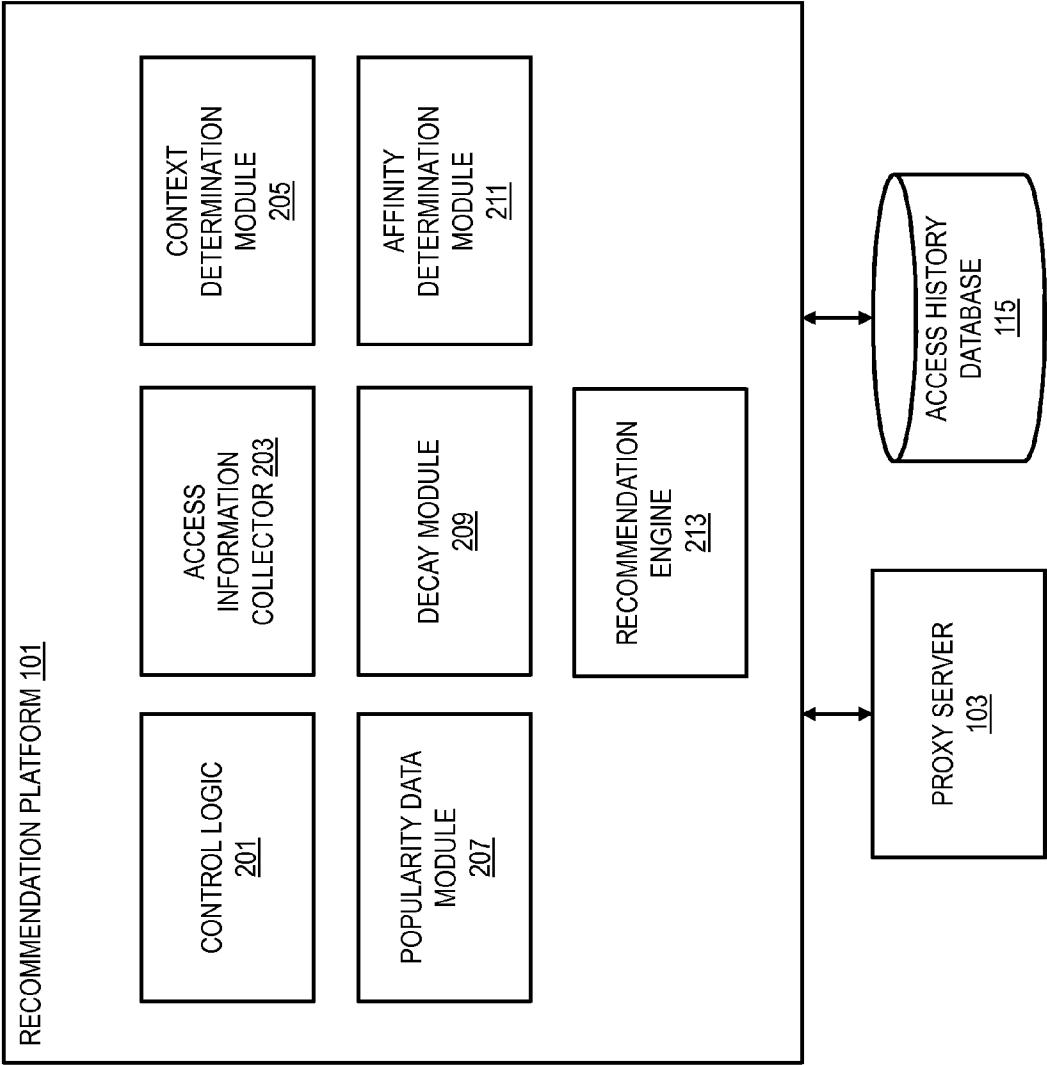 RECOMMENDATION PLATFORM 101
CONTROL LOGIC
201
ACCESS
INFORMATION
COLLECTOR 203
CONTEXT
DETERMINATION
MODULE
205
POPULARITY DATA
MODULE
207
DECAY MODULE
209
AFFINITY
DETERMINATION
MODULE
211
RECOMMENDATION
ENGINE
213
PROXY SERVER
103
ACCESS HISTORY
DATABASE
115